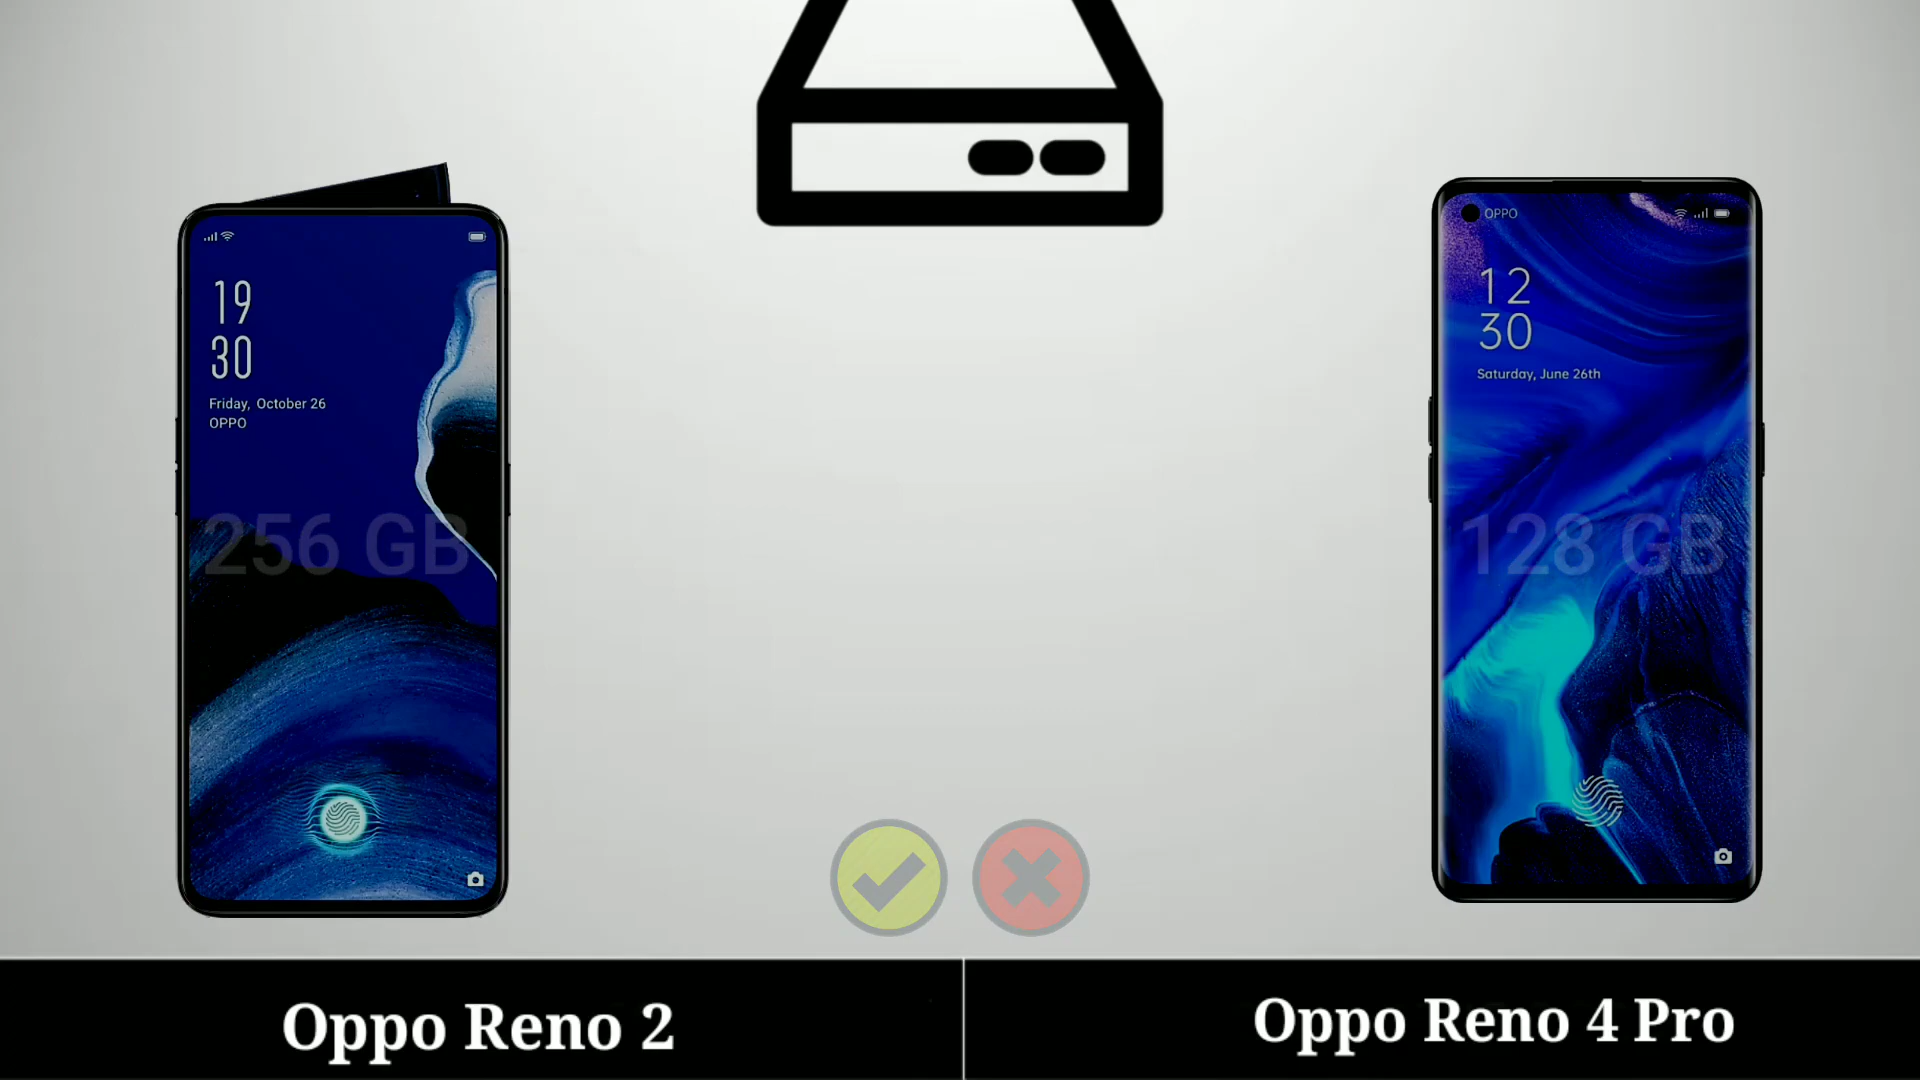 19
30
Friday, October 26
OPPO
256 GB
OPPO
12
30
Saturday, June 26th
128 GB
Oppo Reno 2
Oppo Reno 4 Pro